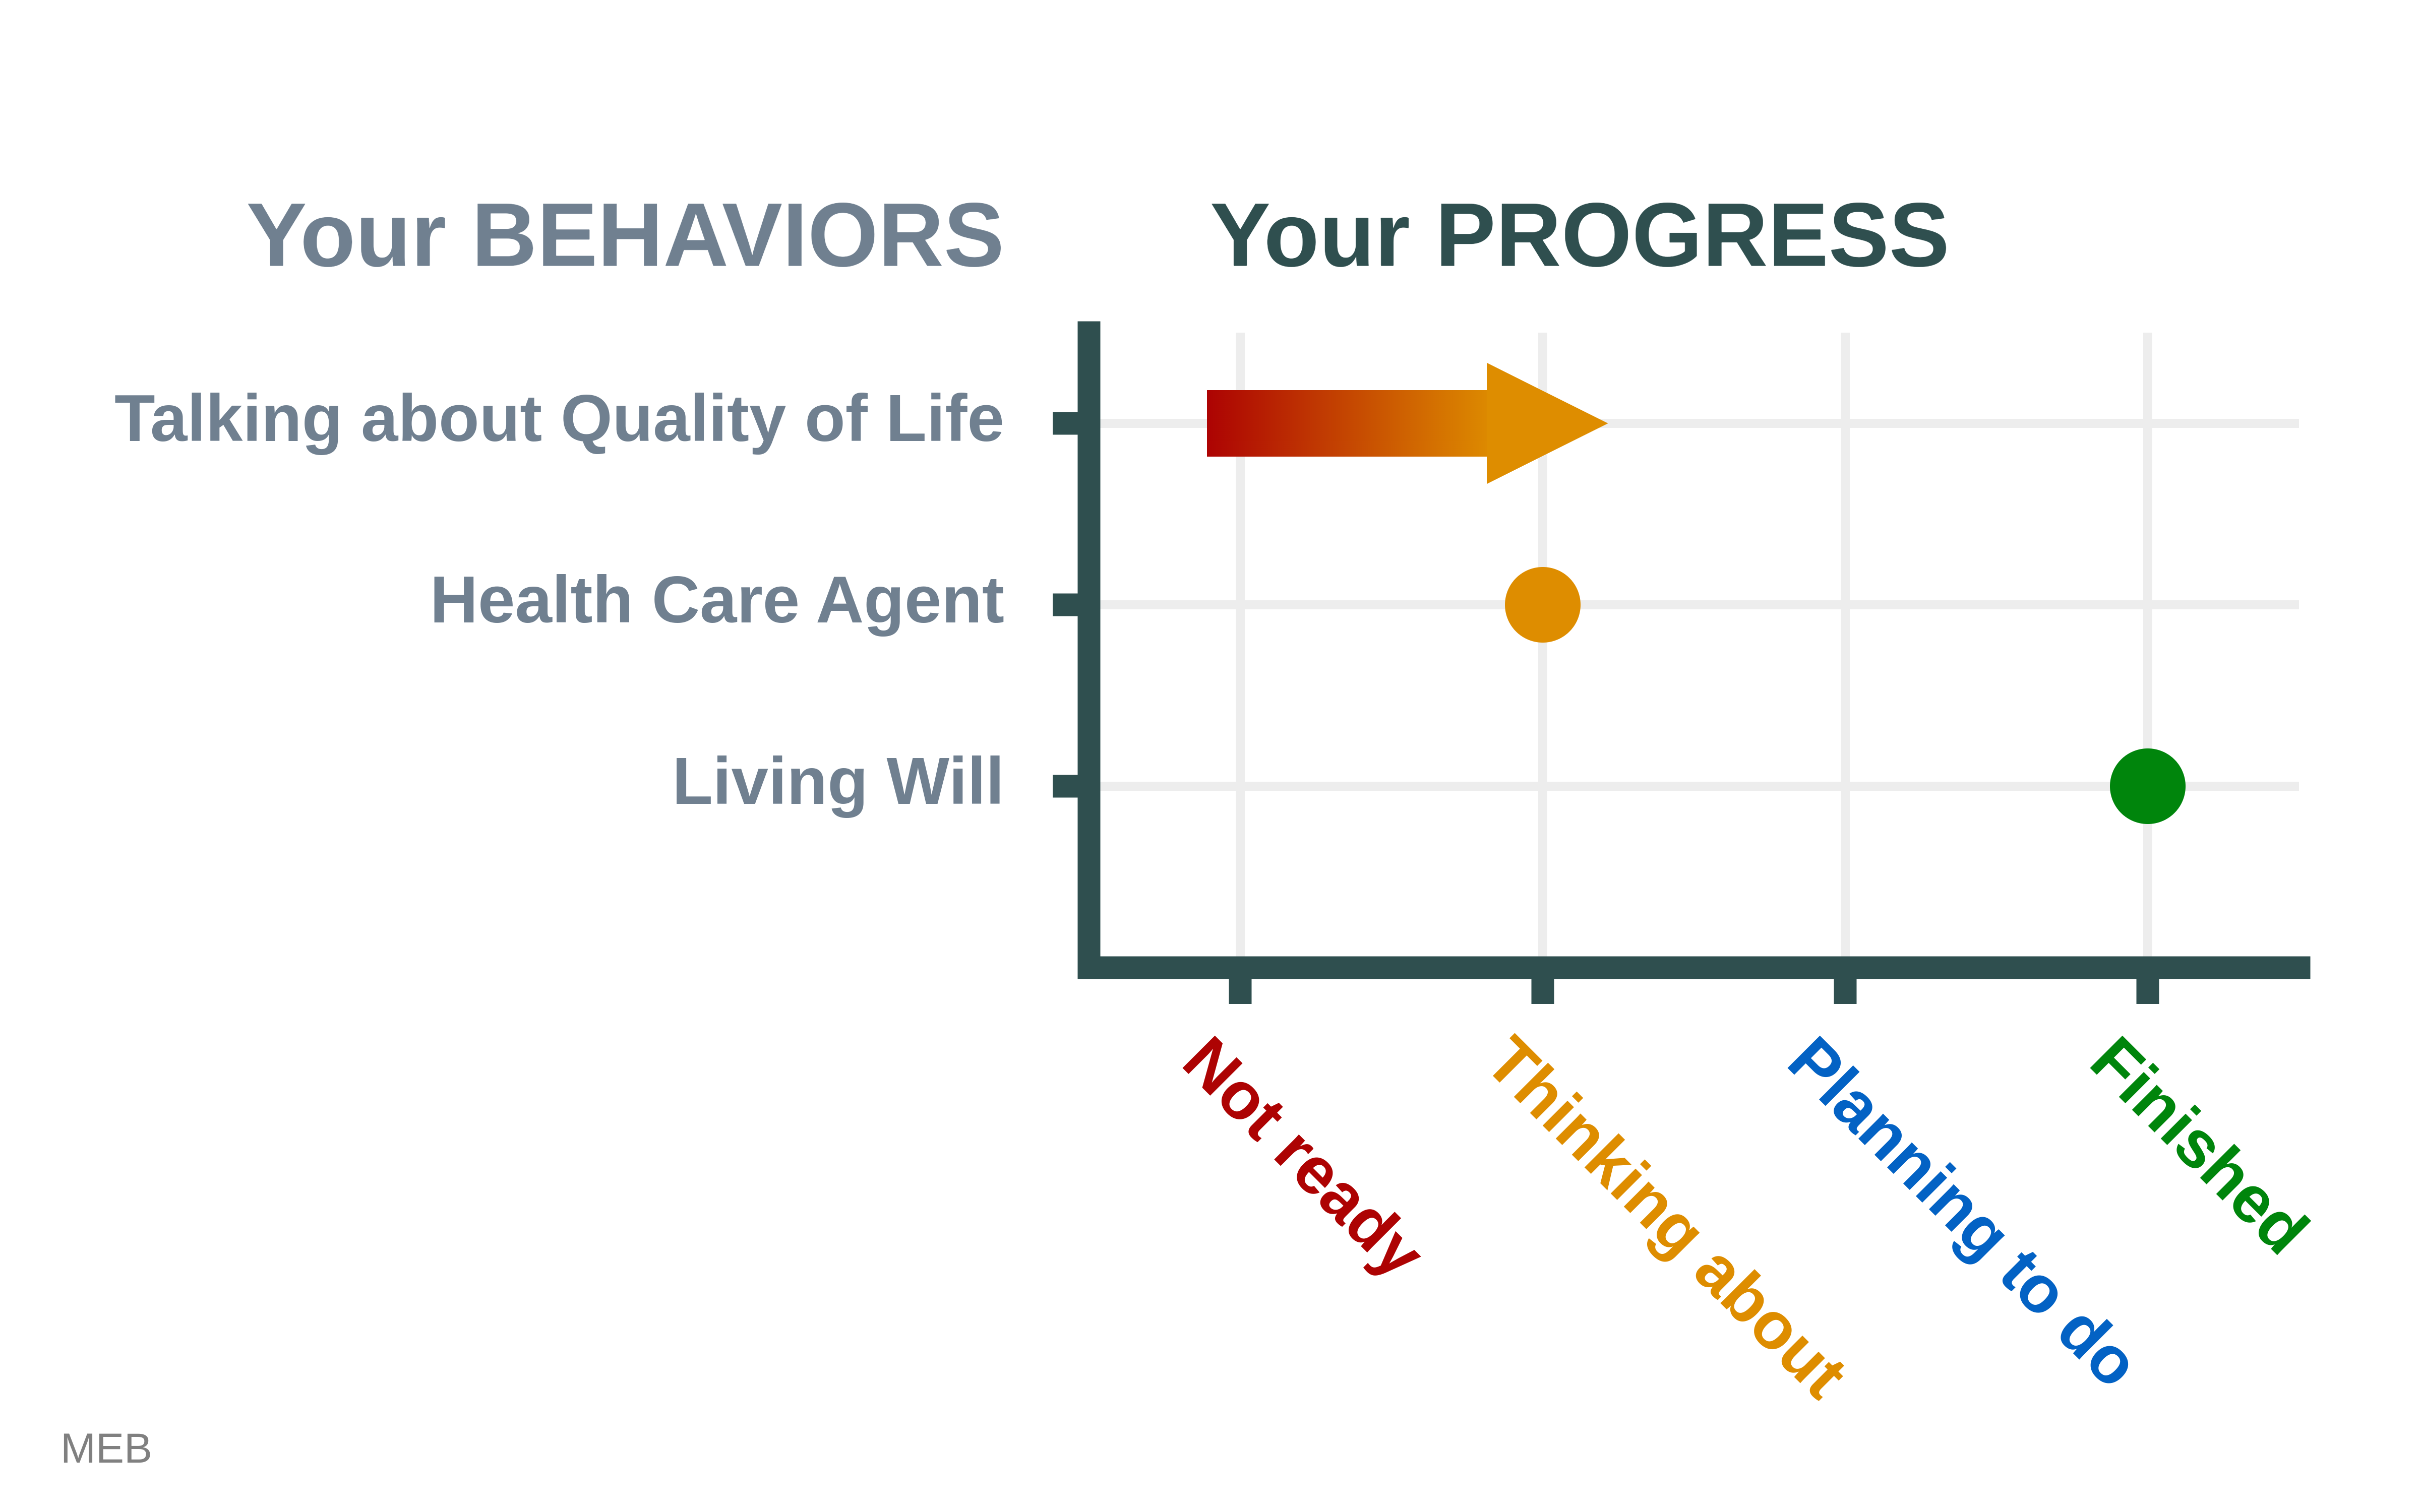 Your BEHAVIORS
Your PROGRESS
Talking about Quality of Life
Health Care Agent
Living Will
Not ready
Thinking about
Planning to do
Finished
MEB